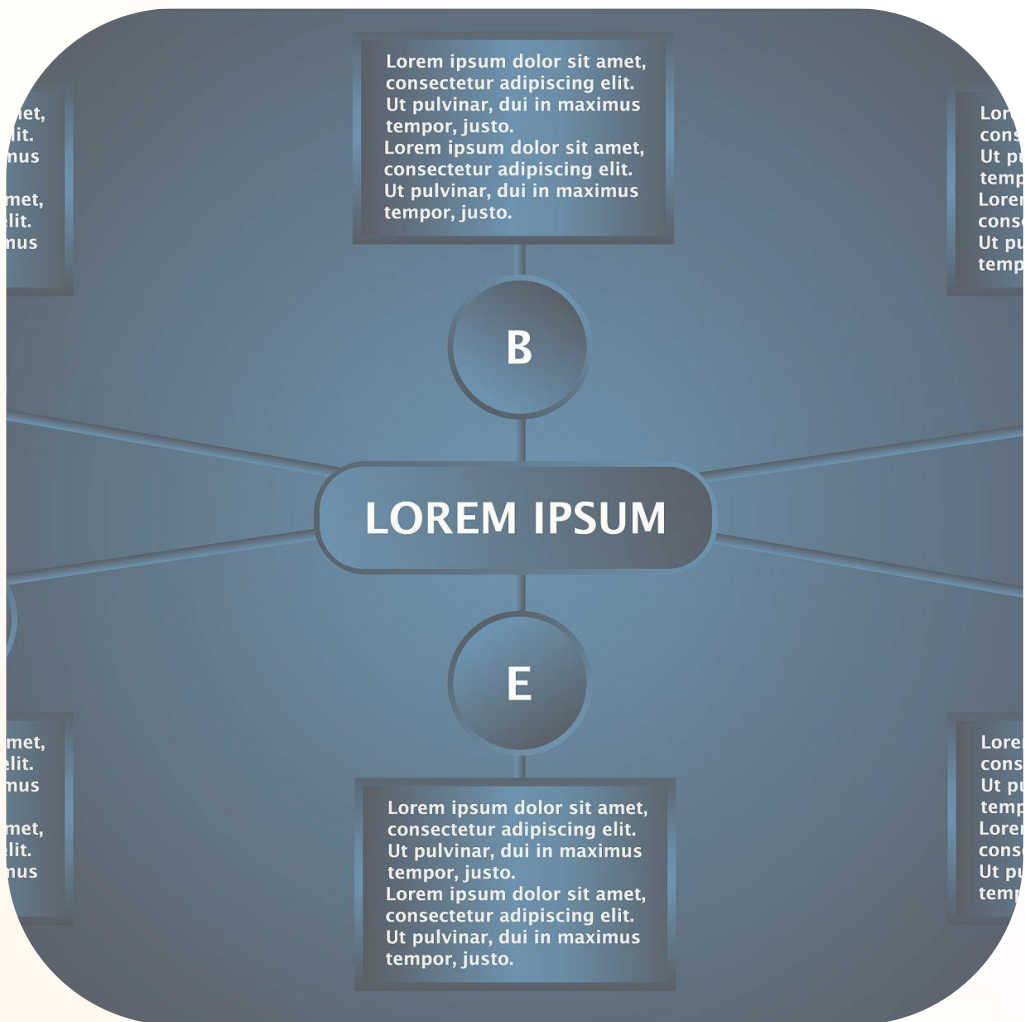 Lorem ipsum dolor sit amet,
consectetur adipiscing elit.
Ut pulvinar, dui in maximus
tempor, justo.
Lorem ipsum dolor sit amet,
consectetur adipiscing elit.
Ut pulvinar, dui in maximus
tempor, justo.
B
LOREM IPSUM
E
Lorem ipsum dolor sit amet,
consectetur adipiscing elit.
Ut pulvinar, dui in maximus
tempor, justo.
Lorem ipsum dolor sit amet,
consectetur adipiscing elit.
Ut pulvinar, dui in maximus
tempor, justo.